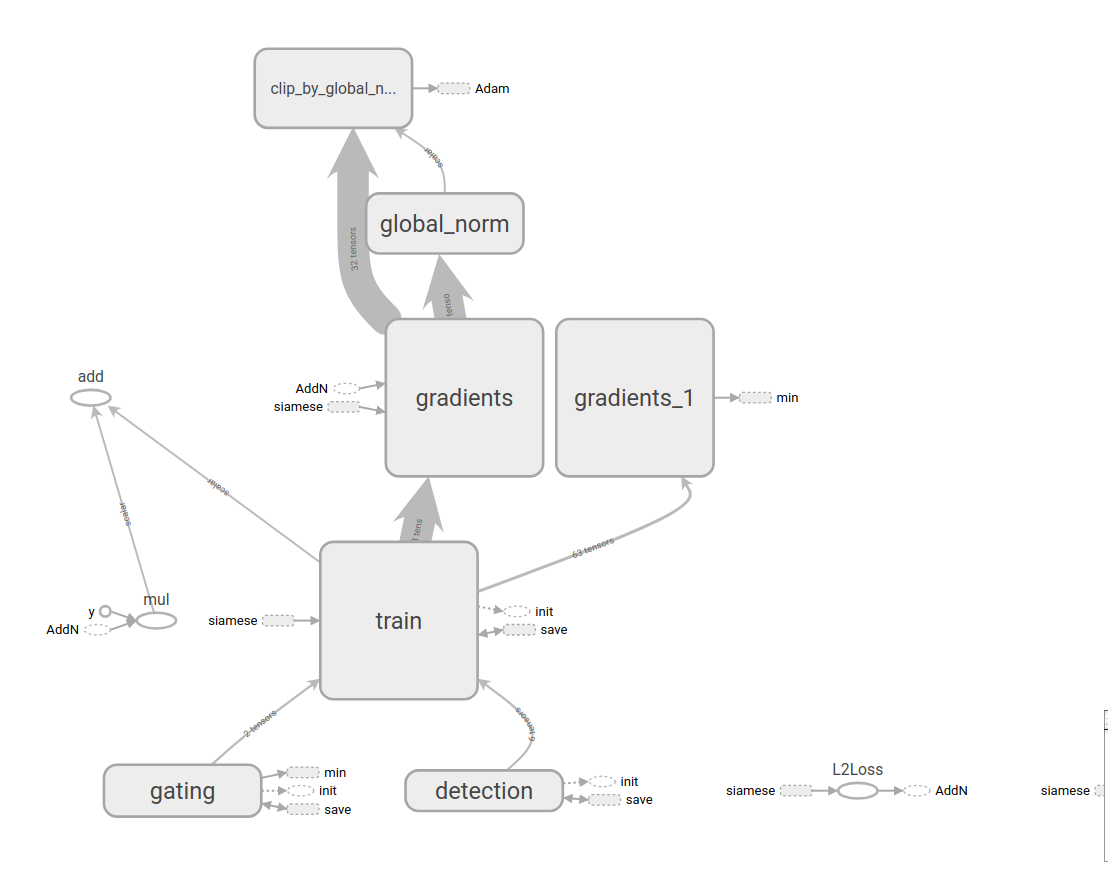 clip_by_global_n...
Adam
scalar
global_norm
32 tensors
tenso
gradients
gradients_1
AddN
siamese
min
add
scalar
scalar
tens
63 tensors
mul
y
AddN
siamese
train
init
save
2 tensors
6 tensors
gating
min
init
save
detection
init
save
L2Loss
siamese
AddN
siamese